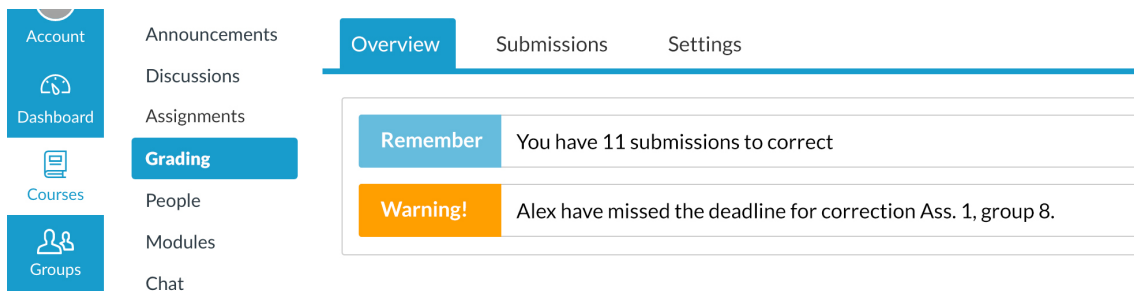 Account
Dashboard
Courses
Groups
Announcements
Discussions
Assignments
Grading
People
Modules
Chat
Overview Submissions Settings
Remember You have 11 submissions to correct
Warning! Alex have missed the deadline for correction Ass. 1, group 8.